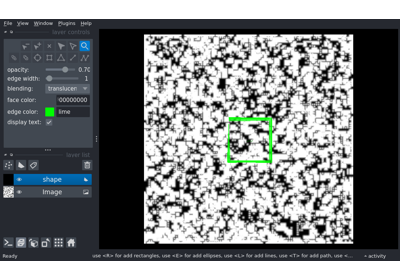 File View Window Plugins Help
layer controls
opacity: 0.70
edge width: 1
blending: translucen
face color: 00000000
edge color: lime
display text:
layer list
shape
Image
Ready
use <R> for add rectangles, use <E> for add ellipses, use <L> for add lines, use <T> for add path, use <...
activity